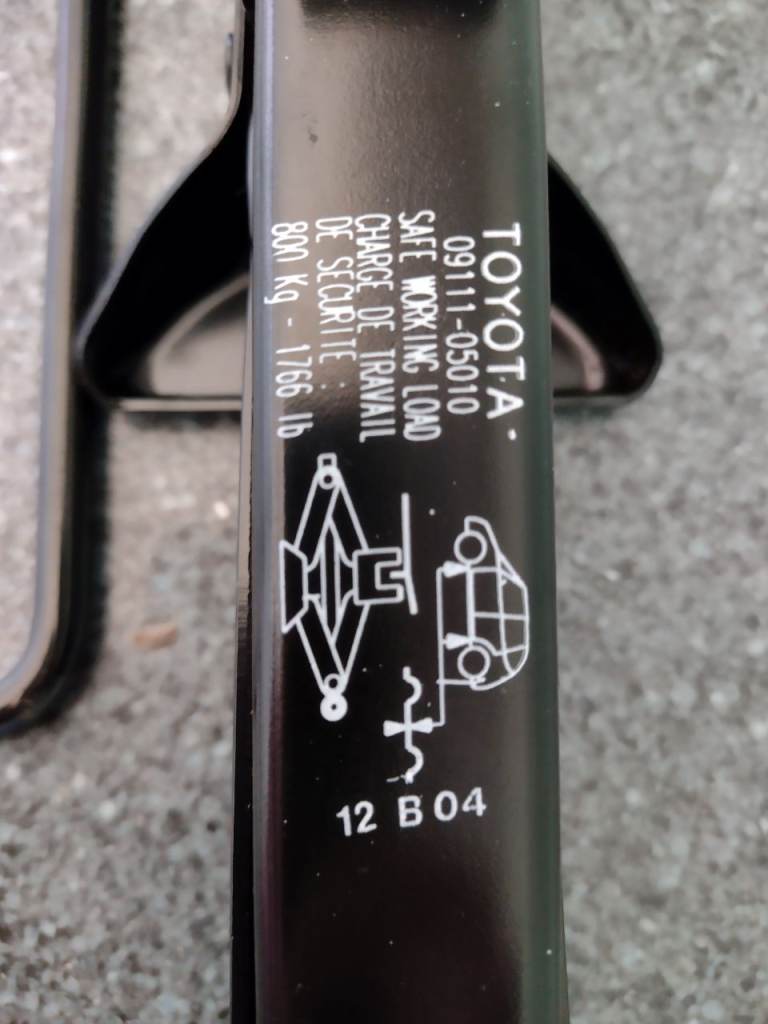 TOYOTA
09111-05010
SAFE WORKING LOAD
CHARGE DE TRAVAIL
DE SECURITE :
800 Kg - 1766 lb
12 B 04